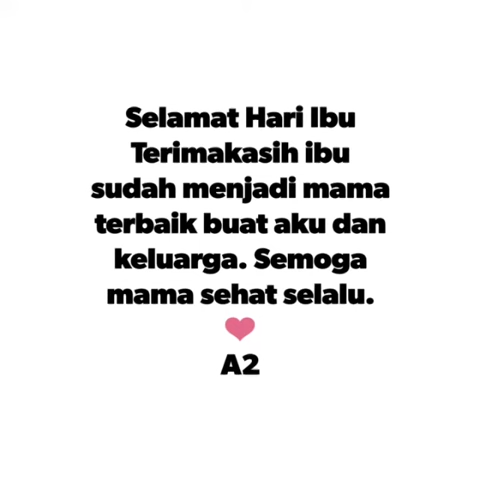 Selamat Hari Ibu
Terimakasih ibu
sudah menjadi mama
terbaik buat aku dan
keluarga. Semoga
mama sehat selalu.
❤
A2